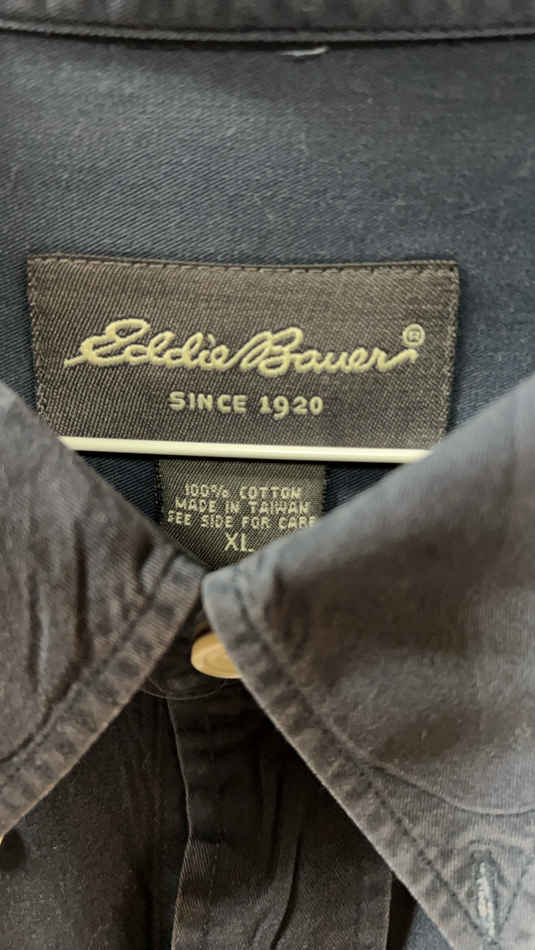 Eddie Bauer®
SINCE 1920
100% COTTON
MADE IN TAIWAN
SEE SIDE FOR CARE
XL